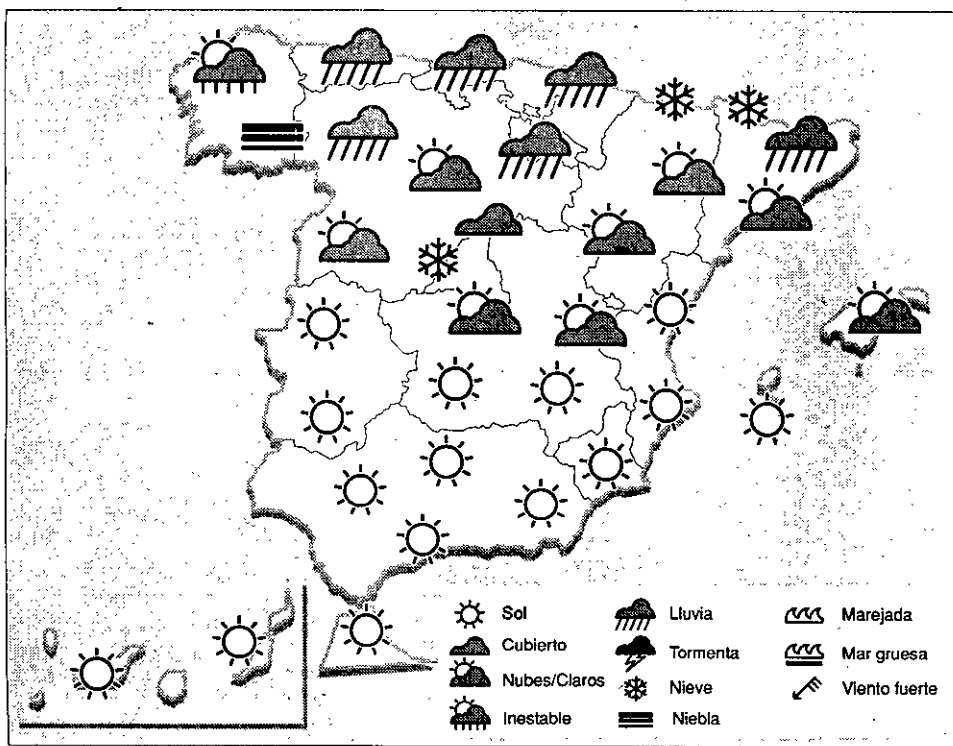 Sol
Cubierto
Nubes/Claros
Inestable
Lluvia
Tormenta
Nieve
Niebla
Marejada
Mar gruesa
Viento fuerte